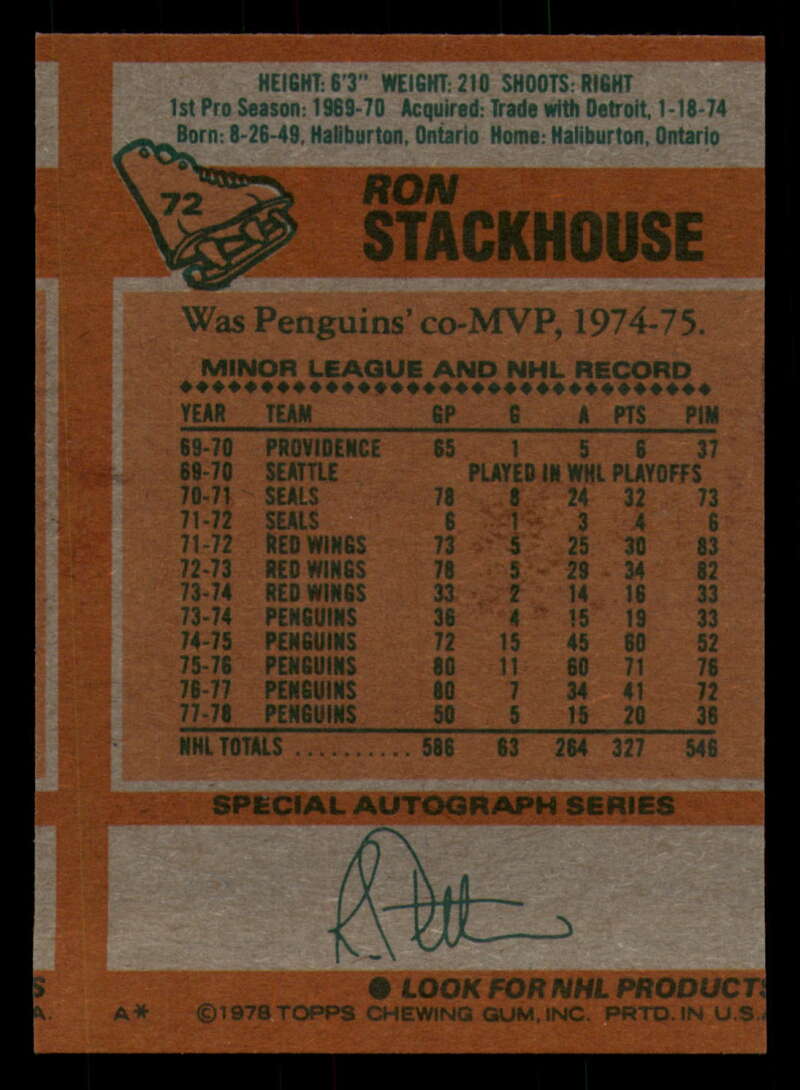 HEIGHT: 6'3" WEIGHT: 210 SHOOTS: RIGHT
1st Pro Season: 1969-70 Acquired: Trade with Detroit, 1-18-74
Born: 8-26-49, Haliburton, Ontario Home: Haliburton, Ontario
72
RON
STACKHOUSE
Was Penguins' co-MVP, 1974-75.
MINOR LEAGUE AND NHL RECORD
YEAR TEAM GP G A PTS PIM
69-70 PROVIDENCE 65 1 5 6 37
69-70 SEATTLE PLAYED IN WHL PLAYOFFS
70-71 SEALS 78 8 24 32 73
71-72 SEALS 6 1 3 4 6
71-72 RED WINGS 73 5 25 30 83
72-73 RED WINGS 78 5 29 34 82
73-74 RED WINGS 33 2 14 16 33
73-74 PENGUINS 36 4 15 19 33
74-75 PENGUINS 72 15 45 60 52
75-76 PENGUINS 80 11 60 71 76
76-77 PENGUINS 80 7 34 41 72
77-78 PENGUINS 50 5 15 20 36
NHL TOTALS .......... 586 63 264 327 546
SPECIAL AUTOGRAPH SERIES
S ● LOOK FOR NHL PRODUCTS
A. A* ©1978 TOPPS CHEWING GUM, INC. PRTD. IN U.S.A